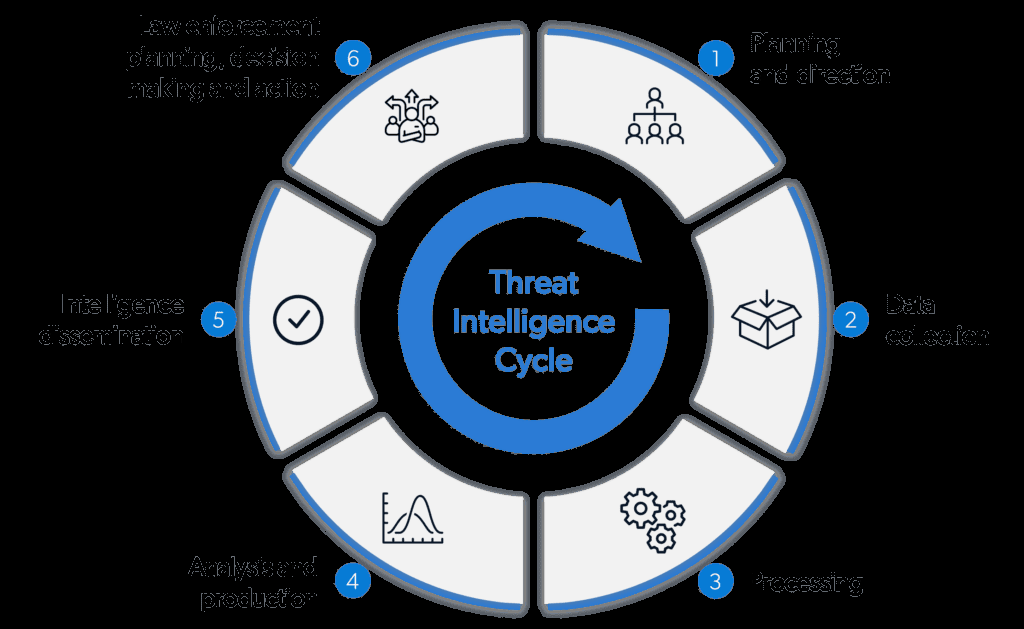 Threat
Intelligence
Cycle
1
Planning
and direction
2
Data
collection
3
Processing
4
Analysis and
production
5
Intelligence
dissemination
6
Law enforcement
planning, decision
making and action